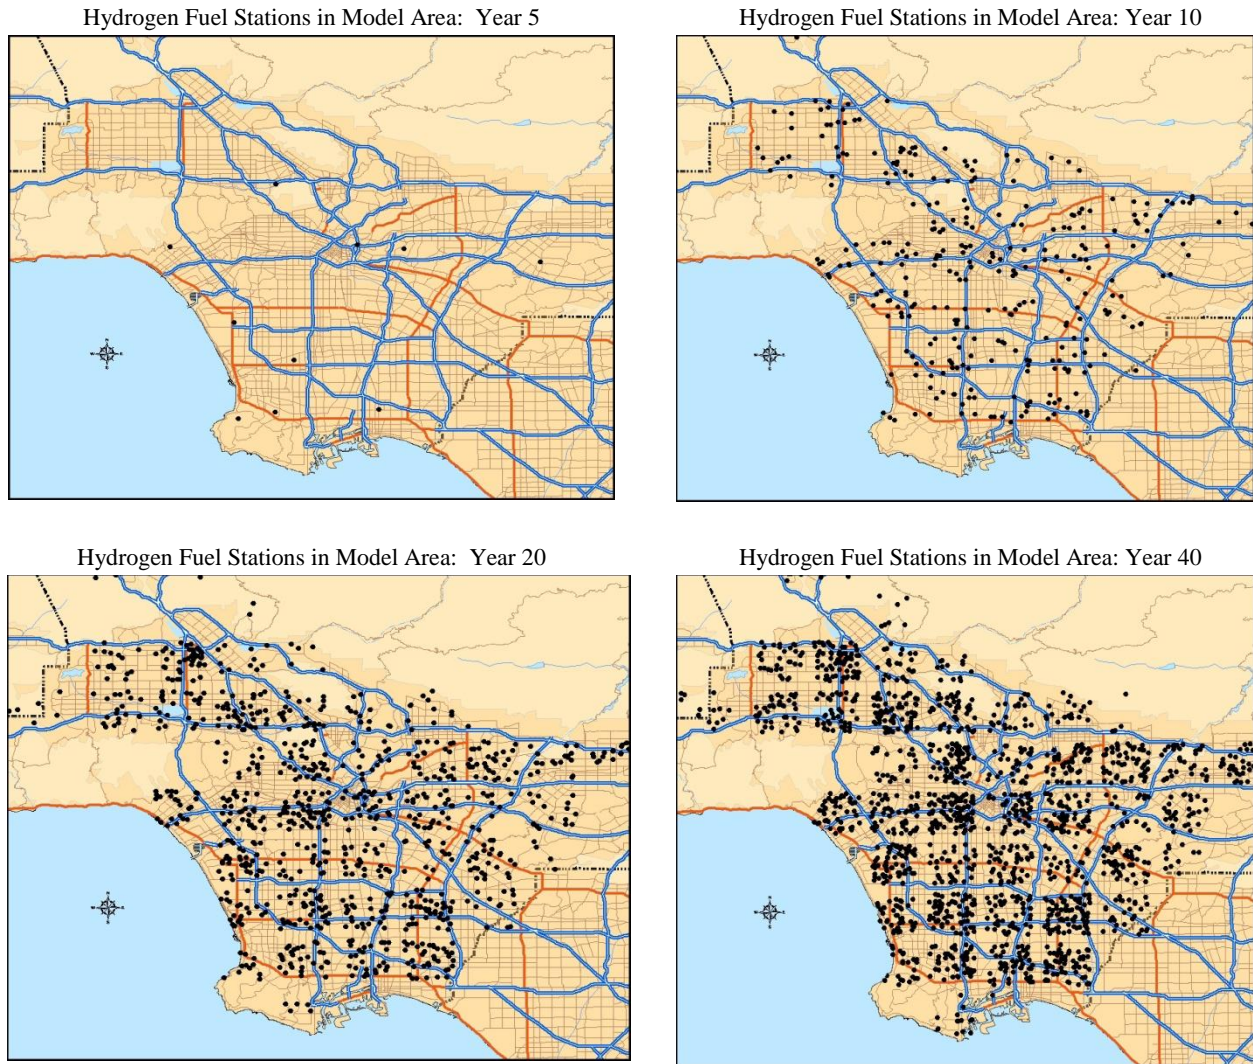 Hydrogen Fuel Stations in Model Area:  Year 5
Hydrogen Fuel Stations in Model Area: Year 10
Hydrogen Fuel Stations in Model Area:  Year 20
Hydrogen Fuel Stations in Model Area: Year 40